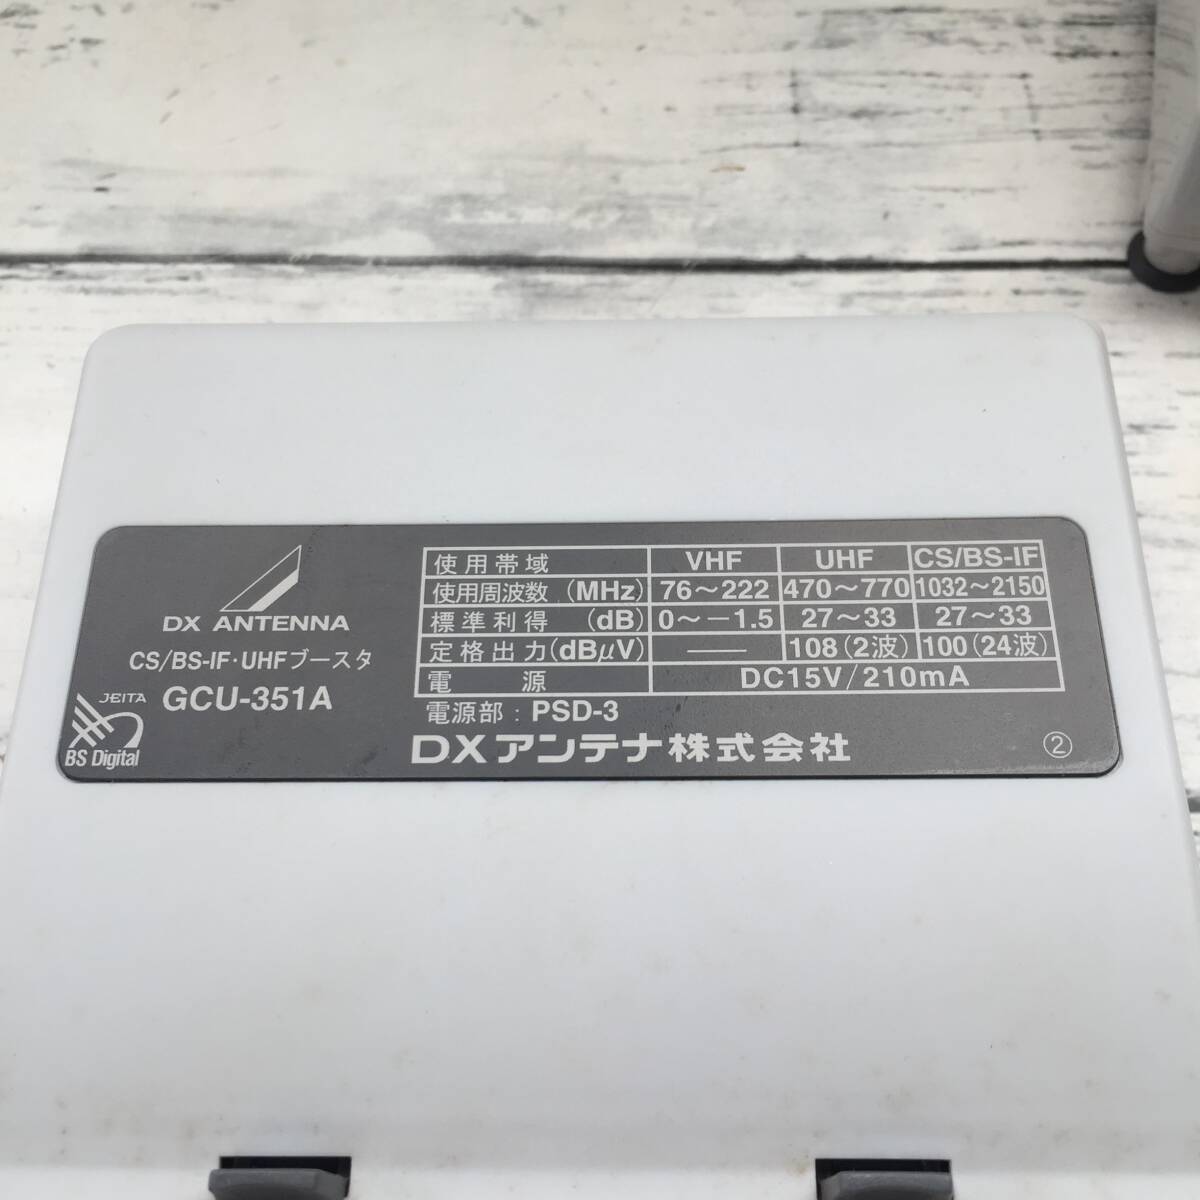 DX ANTENNA
CS/BS-IF・UHFブースタ
JEITA GCU-351A
BS Digital
使用帯域 VHF UHF CS/BS-IF
使用周波数 (MHz) 76～222 470～770 1032～2150
標準利得 (dB) 0～－1.5 27～33 27～33
定格出力(dBμV) —— 108(2波) 100(24波)
電源 DC15V/210mA
電源部：PSD-3
DXアンテナ株式会社 ②